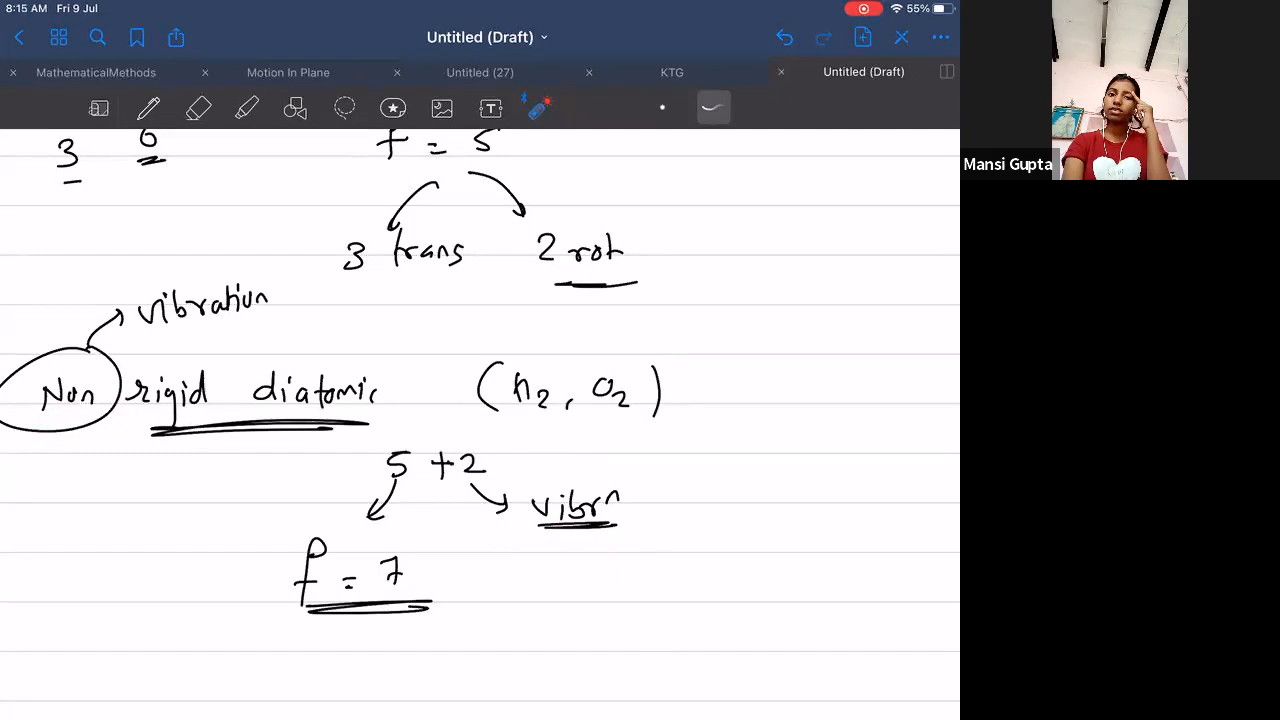 8:15 AM Fri 9 Jul
55%
Untitled (Draft)
MathematicalMethods
Motion In Plane
Untitled (27)
KTG
Untitled (Draft)
3 6 f = 5
3 trans 2 rot
vibration
Non rigid diatomic (H2, O2)
5 + 2
vibrn
f = 7
Mansi Gupta